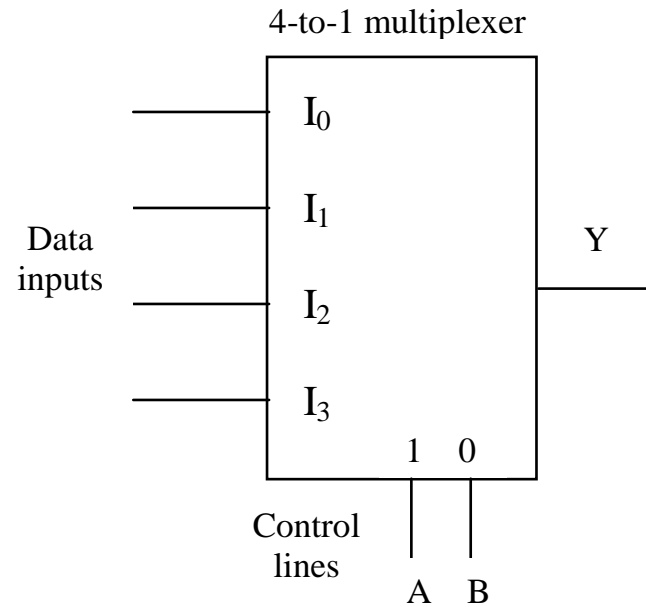 4-to-1 multiplexer
I₀
I₁
Data
inputs
Y
I₂
I₃
1 0
Control
lines
A B